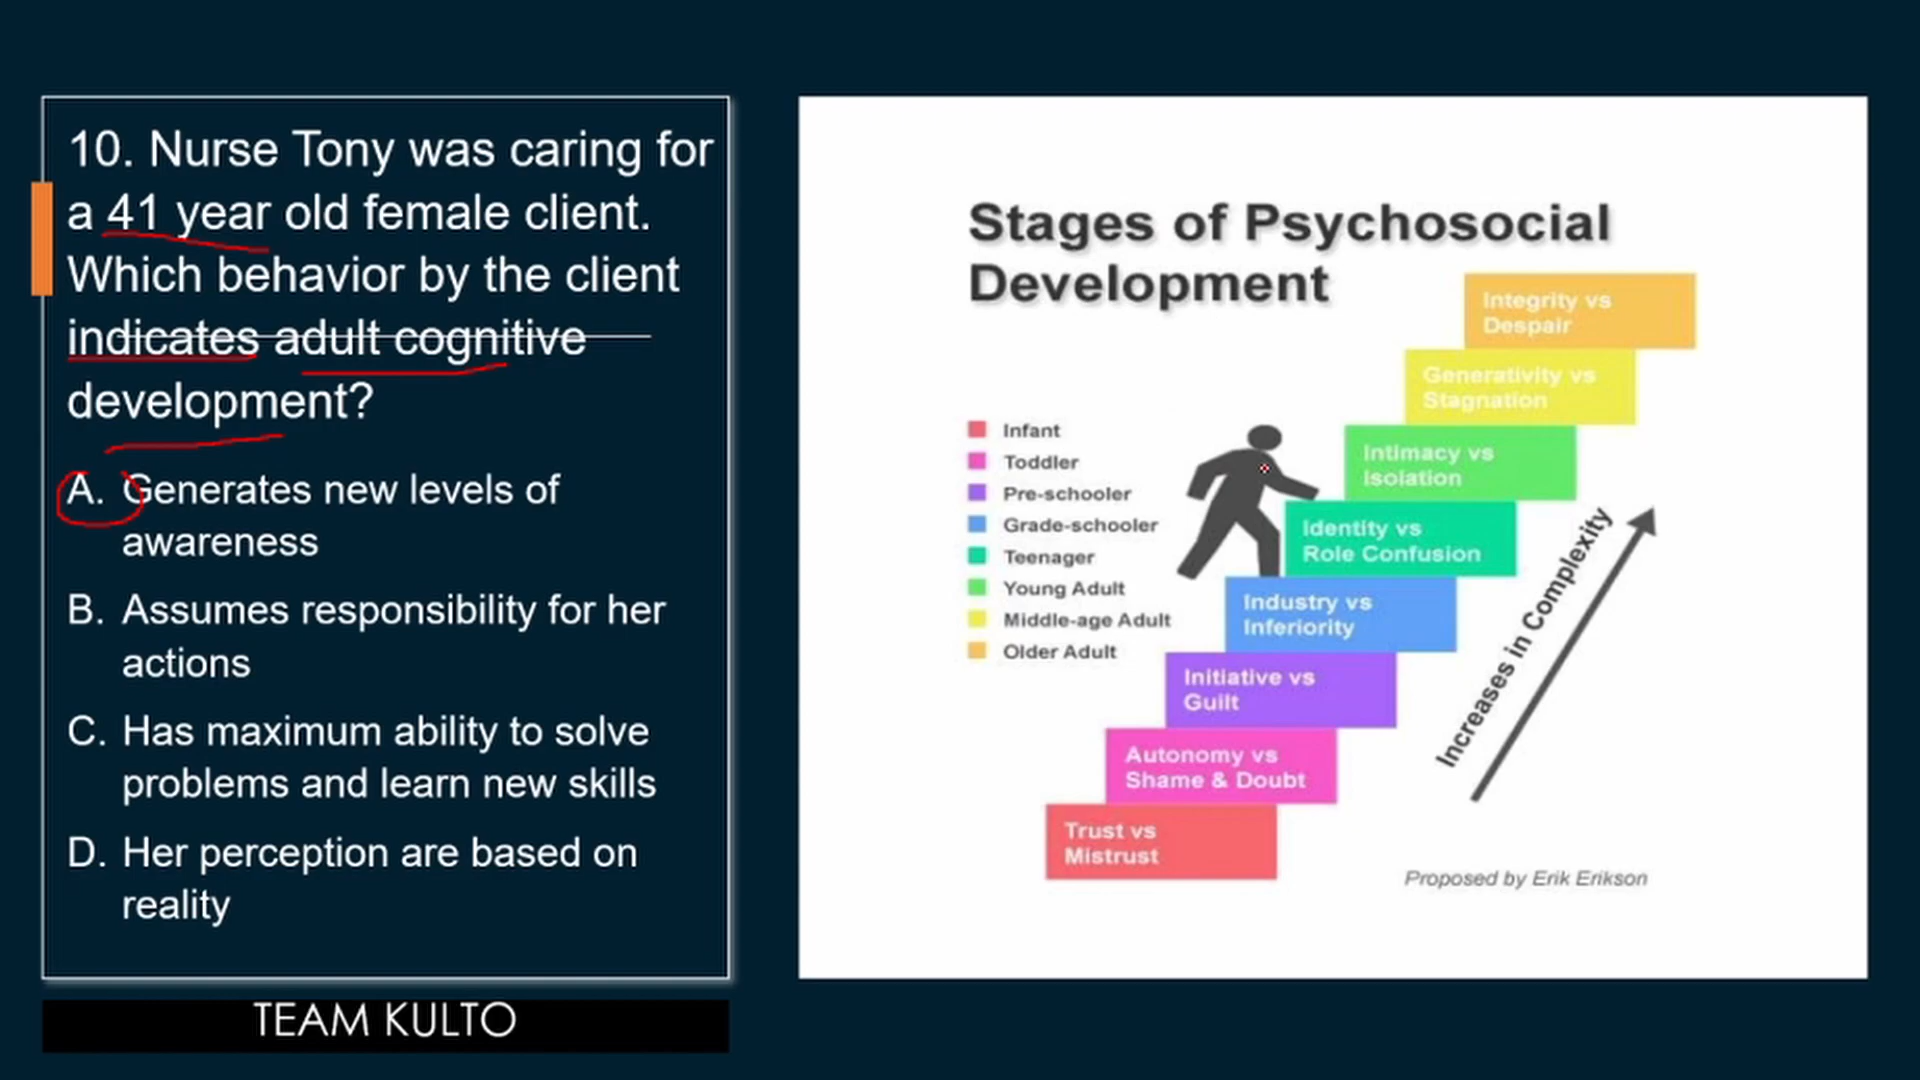 10. Nurse Tony was caring for
a 41 year old female client.
Which behavior by the client
indicates adult cognitive
development?
A. Generates new levels of
awareness
B. Assumes responsibility for her
actions
C. Has maximum ability to solve
problems and learn new skills
D. Her perception are based on
reality
TEAM KULTO
Stages of Psychosocial
Development
Integrity vs
Despair
Generativity vs
Stagnation
Intimacy vs
Isolation
Identity vs
Role Confusion
Industry vs
Inferiority
Initiative vs
Guilt
Autonomy vs
Shame & Doubt
Trust vs
Mistrust
Infant
Toddler
Pre-schooler
Grade-schooler
Teenager
Young Adult
Middle-age Adult
Older Adult
Increases in Complexity
Proposed by Erik Erikson